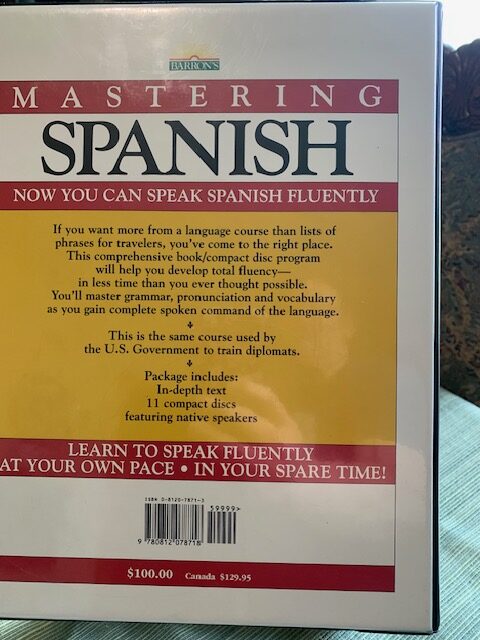 BARRON'S
MASTERING
SPANISH
NOW YOU CAN SPEAK SPANISH FLUENTLY
If you want more from a language course than lists of
phrases for travelers, you've come to the right place.
This comprehensive book/compact disc program
will help you develop total fluency—
in less time than you ever thought possible.
You'll master grammar, pronunciation and vocabulary
as you gain complete spoken command of the language.
This is the same course used by
the U.S. Government to train diplomats.
Package includes:
In-depth text
11 compact discs
featuring native speakers
LEARN TO SPEAK FLUENTLY
AT YOUR OWN PACE • IN YOUR SPARE TIME!
ISBN 0-8120-7871-3
59999>
9 780812 078718
$100.00 Canada $129.95